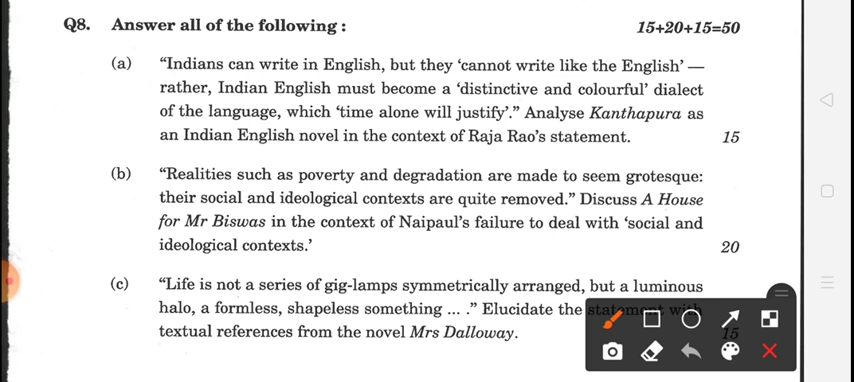 Q8. Answer all of the following : 15+20+15=50
(a) “Indians can write in English, but they ‘cannot write like the English’ —
rather, Indian English must become a ‘distinctive and colourful’ dialect
of the language, which ‘time alone will justify’.” Analyse Kanthapura as
an Indian English novel in the context of Raja Rao’s statement. 15
(b) “Realities such as poverty and degradation are made to seem grotesque:
their social and ideological contexts are quite removed.” Discuss A House
for Mr Biswas in the context of Naipaul’s failure to deal with ‘social and
ideological contexts.’ 20
(c) “Life is not a series of gig-lamps symmetrically arranged, but a luminous
halo, a formless, shapeless something ... .” Elucidate the statement with
textual references from the novel Mrs Dalloway. 15